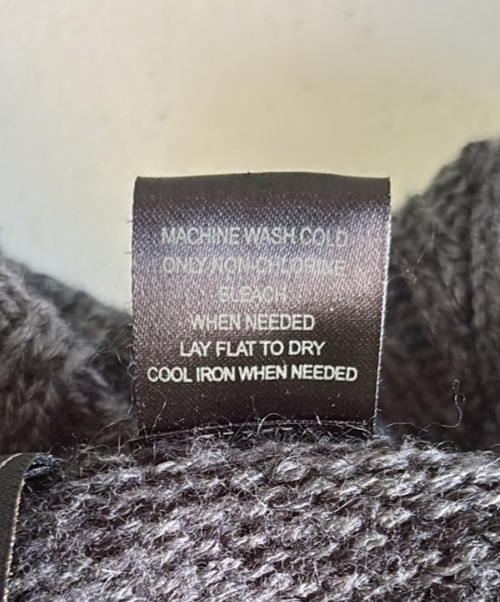 MACHINE WASH COLD
ONLY NON-CHLORINE
BLEACH
WHEN NEEDED
LAY FLAT TO DRY
COOL IRON WHEN NEEDED